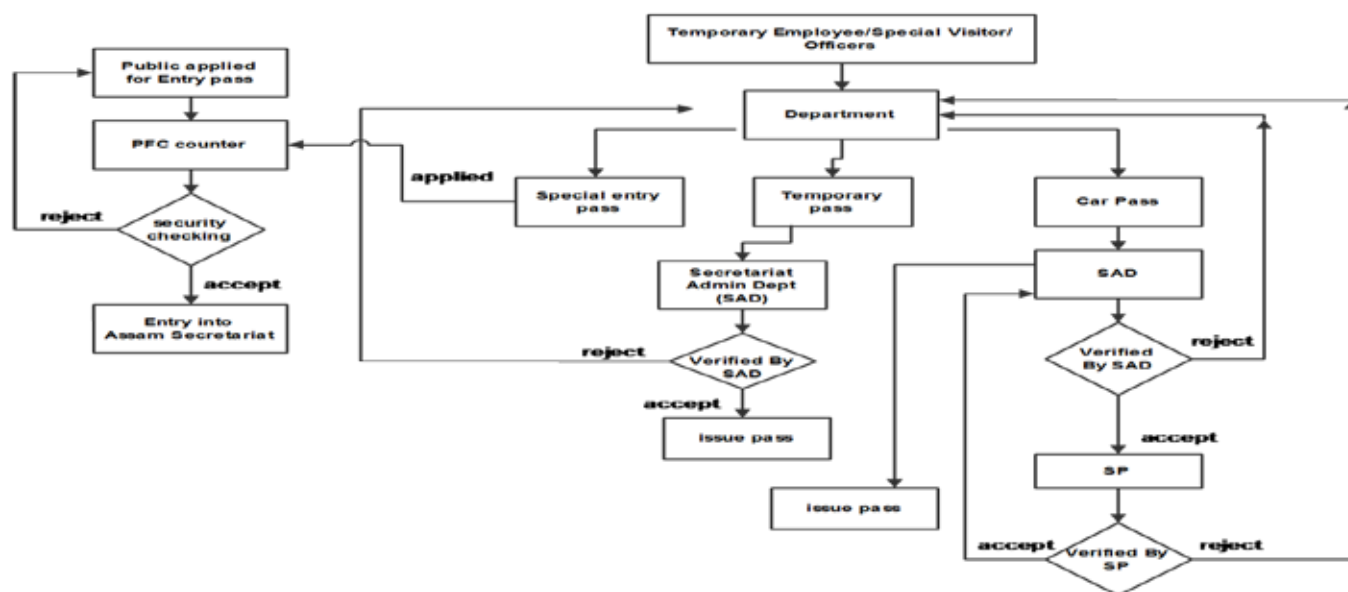 Temporary Employee/Special Visitor/
Officers
Public applied
for Entry pass
Department
PFC counter
applied
Special entry
pass
Temporary
pass
Car Pass
reject
security
checking
Secretariat
Admin Dept
(SAD)
SAD
accept
Entry into
Assam Secretariat
reject
Verified By
SAD
Verified
By SAD
reject
accept
issue pass
accept
SP
issue pass
accept
Verified By
SP
reject